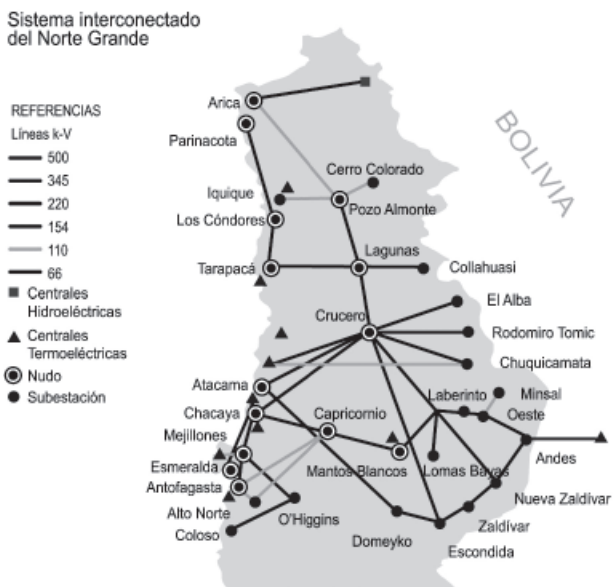 Sistema interconectado
del Norte Grande
REFERENCIAS
Líneas k-V
500
345
220
154
110
66
Centrales
Hidroeléctricas
Centrales
Termoeléctricas
Nudo
Subestación
BOLIVIA
Arica
Parinacota
Cerro Colorado
Iquique
Pozo Almonte
Los Cóndores
Lagunas
Tarapacá
Collahuasi
El Alba
Crucero
Rodomiro Tomic
Chuquicamata
Atacama
Laberinto
Minsal
Chacaya
Capricornio
Oeste
Mejillones
Andes
Esmeralda
Mantos Blancos
Lomas Bayas
Antofagasta
Nueva Zaldívar
Alto Norte
O'Higgins
Zaldívar
Coloso
Domeyko
Escondida